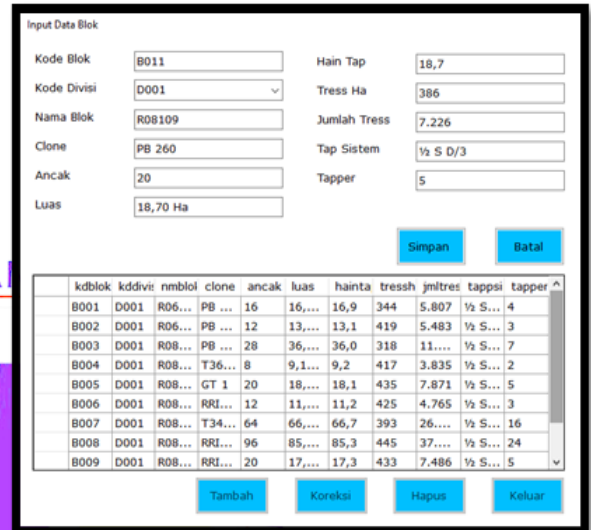 Input Data Blok
Kode Blok B011 Hain Tap 18,7
Kode Divisi D001 Tress Ha 386
Nama Blok R08109 Jumlah Tress 7.226
Clone PB 260 Tap Sistem ½ S D/3
Ancak 20 Tapper 5
Luas 18,70 Ha
Simpan Batal
kdblok kddivis nmblol clone ancak luas hainta tressh jmltres tappsi tapper
B001 D001 R06... PB ... 16 16,... 16,9 344 5.807 ½ S... 4
B002 D001 R06... PB ... 12 13,... 13,1 419 5.483 ½ S... 3
B003 D001 R08... PB ... 28 36,... 36,0 318 11.... ½ S... 7
B004 D001 R08... T36... 8 9,1... 9,2 417 3.835 ½ S... 2
B005 D001 R08... GT 1 20 18,... 18,1 435 7.871 ½ S... 5
B006 D001 R08... RRI... 12 11,... 11,2 425 4.765 ½ S... 3
B007 D001 R08... T34... 64 66,... 66,7 393 26.... ½ S... 16
B008 D001 R08... RRI... 96 85,... 85,3 445 37.... ½ S... 24
B009 D001 R08... RRI... 20 17,... 17,3 433 7.486 ½ S... 5
Tambah Koreksi Hapus Keluar